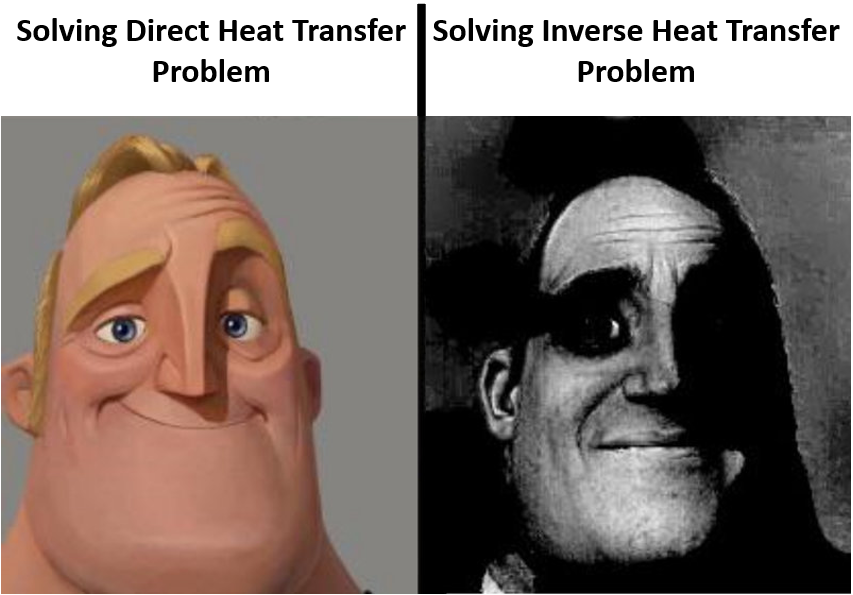 Solving Direct Heat Transfer
Problem
Solving Inverse Heat Transfer
Problem